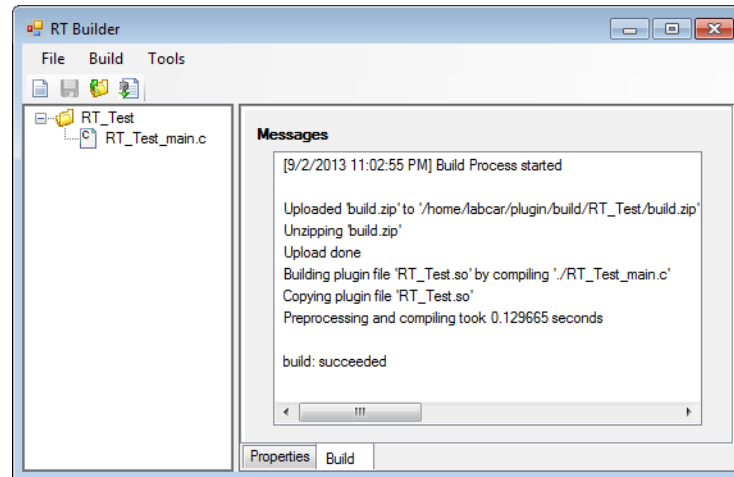 RT Builder
File Build Tools
RT_Test
RT_Test_main.c
Messages
[9/2/2013 11:02:55 PM] Build Process started
Uploaded 'build.zip' to '/home/labcar/plugin/build/RT_Test/build.zip'
Unzipping 'build.zip'
Upload done
Building plugin file 'RT_Test.so' by compiling './RT_Test_main.c'
Copying plugin file 'RT_Test.so'
Preprocessing and compiling took 0.129665 seconds
build: succeeded
Properties Build